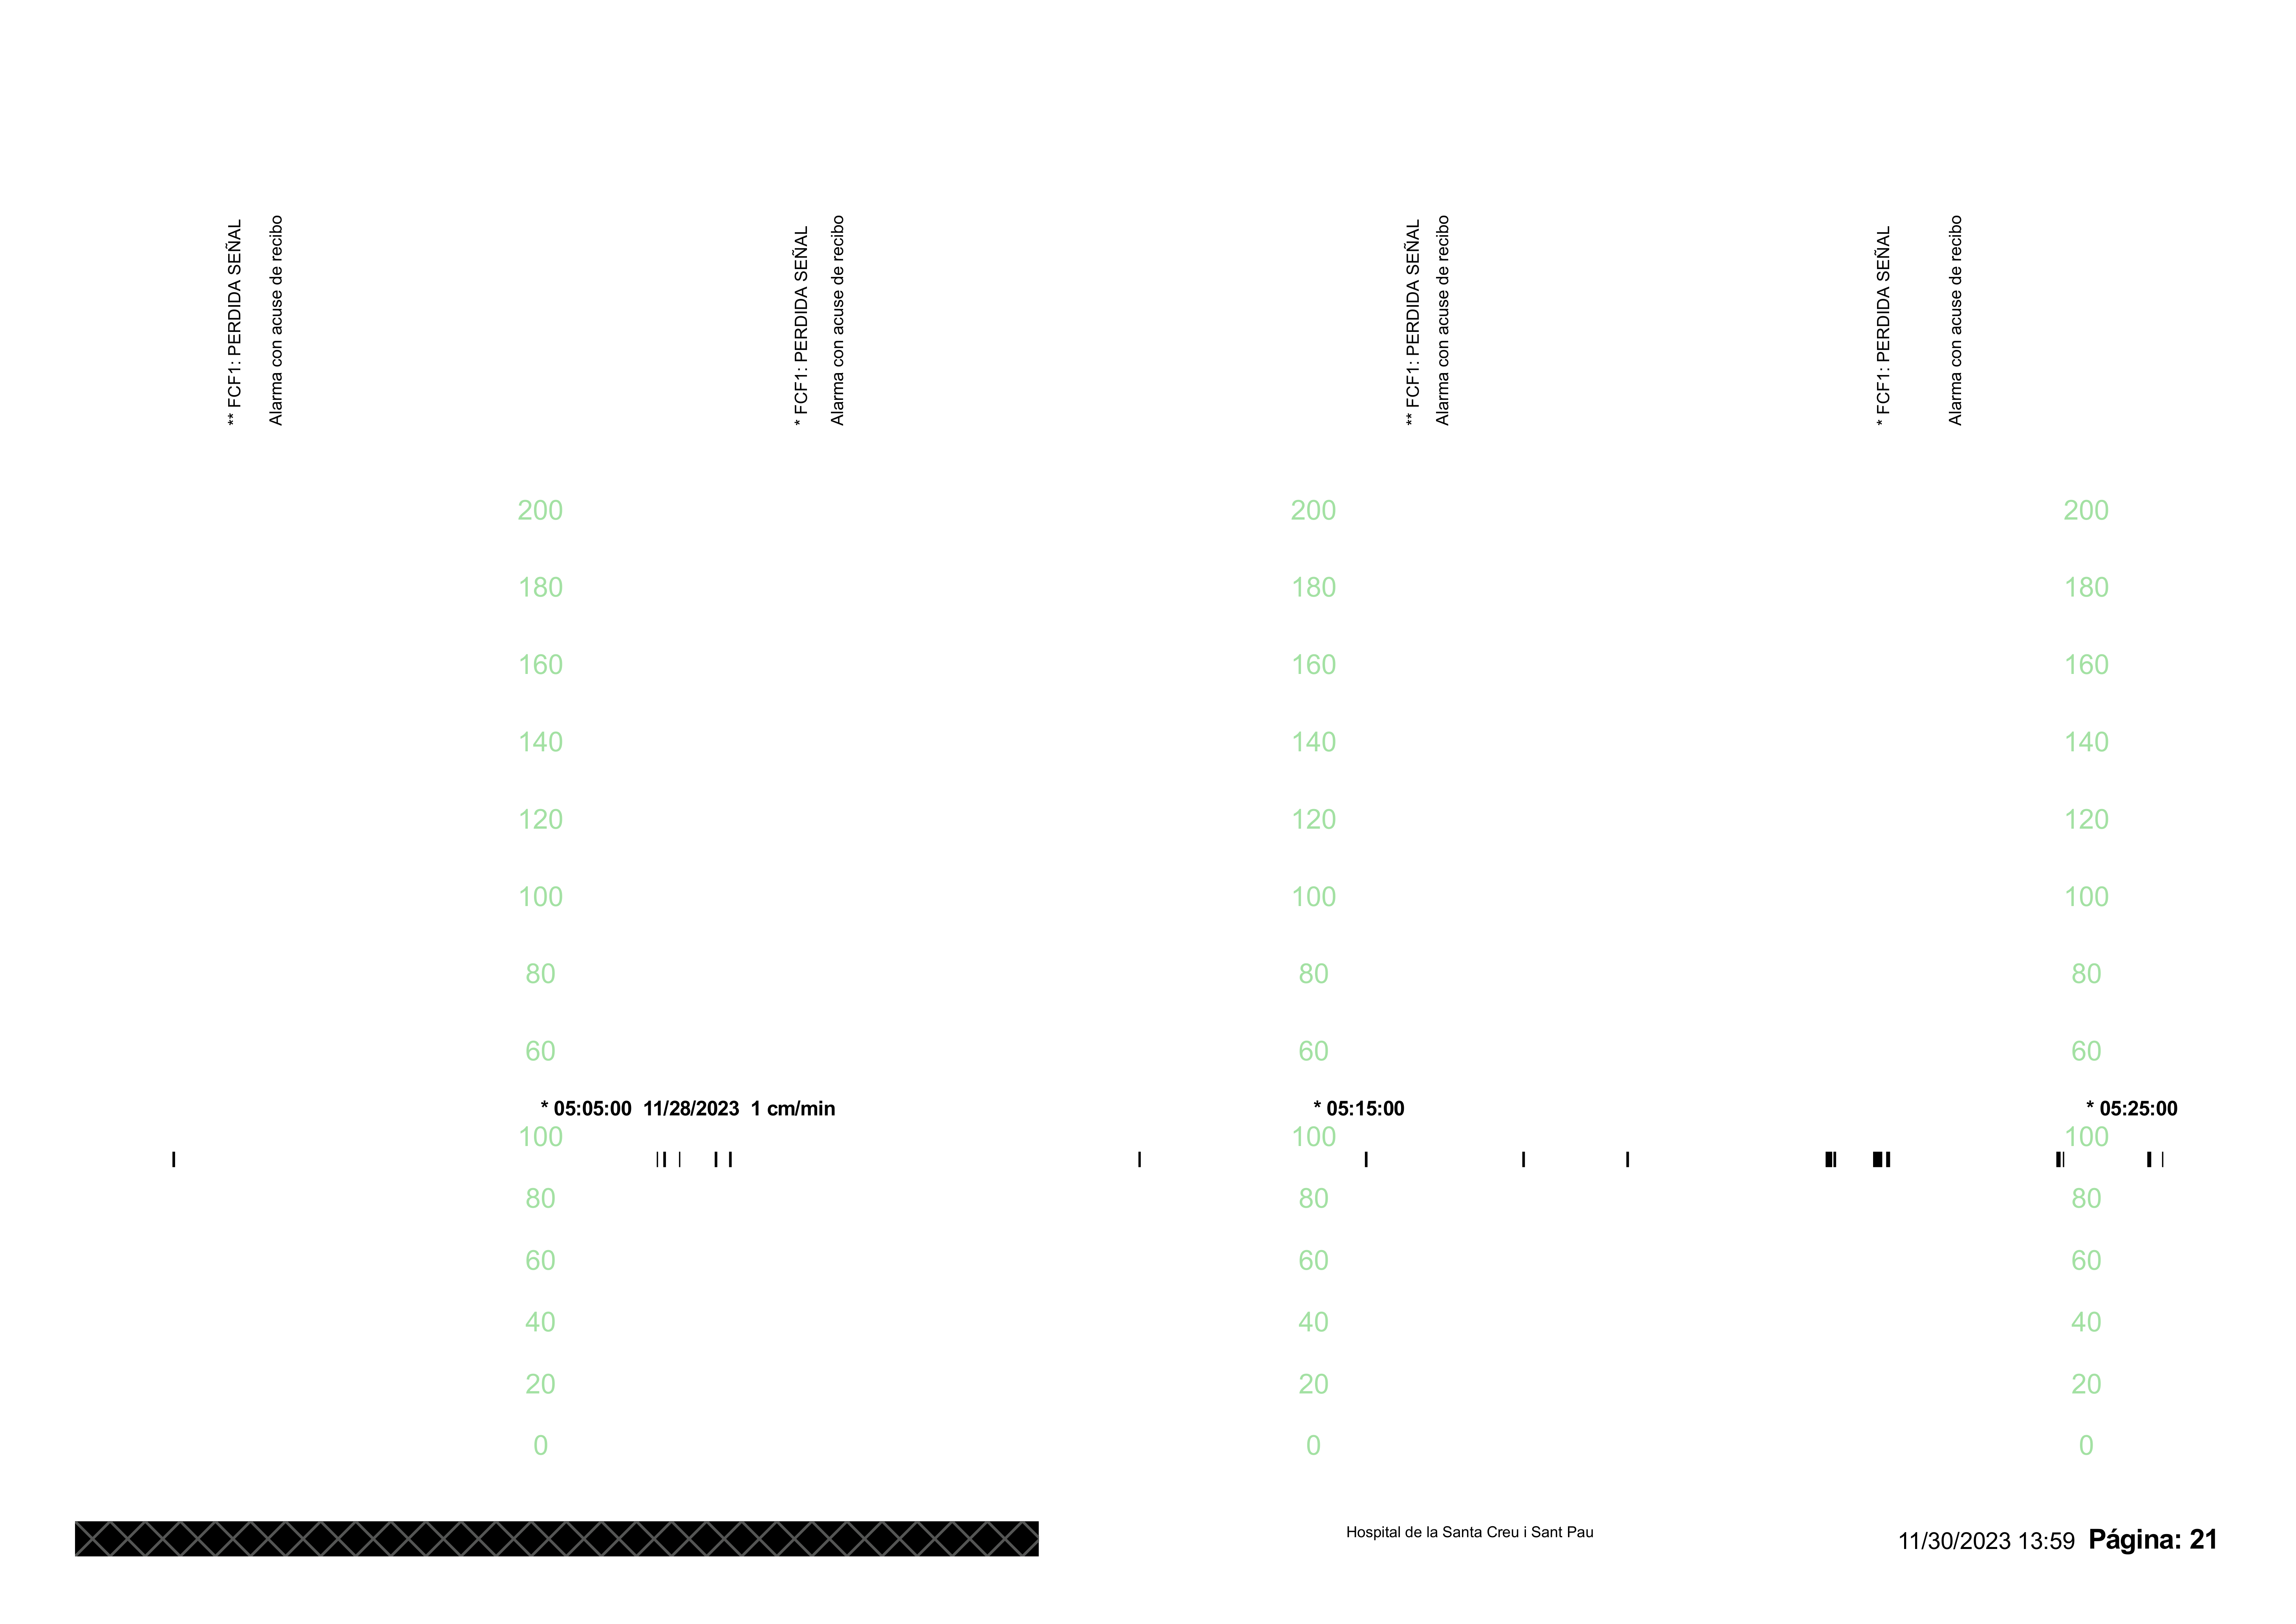 ** FCF1: PERDIDA SEÑAL
Alarma con acuse de recibo
* FCF1: PERDIDA SEÑAL
Alarma con acuse de recibo
** FCF1: PERDIDA SEÑAL
Alarma con acuse de recibo
* FCF1: PERDIDA SEÑAL
Alarma con acuse de recibo
200 200 200
180 180 180
160 160 160
140 140 140
120 120 120
100 100 100
80 80 80
60 60 60
* 05:05:00 11/28/2023 1 cm/min * 05:15:00 * 05:25:00
100 100 100
80 80 80
60 60 60
40 40 40
20 20 20
0 0 0
Hospital de la Santa Creu i Sant Pau
11/30/2023 13:59 Página: 21